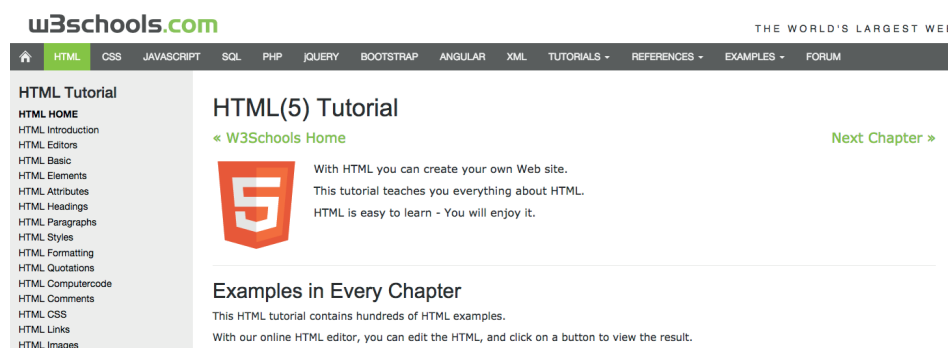 w3schools.com
THE WORLD'S LARGEST WE
HTML CSS JAVASCRIPT SQL PHP jQUERY BOOTSTRAP ANGULAR XML TUTORIALS REFERENCES EXAMPLES FORUM
HTML Tutorial
HTML HOME
HTML Introduction
HTML Editors
HTML Basic
HTML Elements
HTML Attributes
HTML Headings
HTML Paragraphs
HTML Styles
HTML Formatting
HTML Quotations
HTML Computercode
HTML Comments
HTML CSS
HTML Links
HTML Images
HTML(5) Tutorial
« W3Schools Home
Next Chapter »
5
With HTML you can create your own Web site.
This tutorial teaches you everything about HTML.
HTML is easy to learn - You will enjoy it.
Examples in Every Chapter
This HTML tutorial contains hundreds of HTML examples.
With our online HTML editor, you can edit the HTML, and click on a button to view the result.